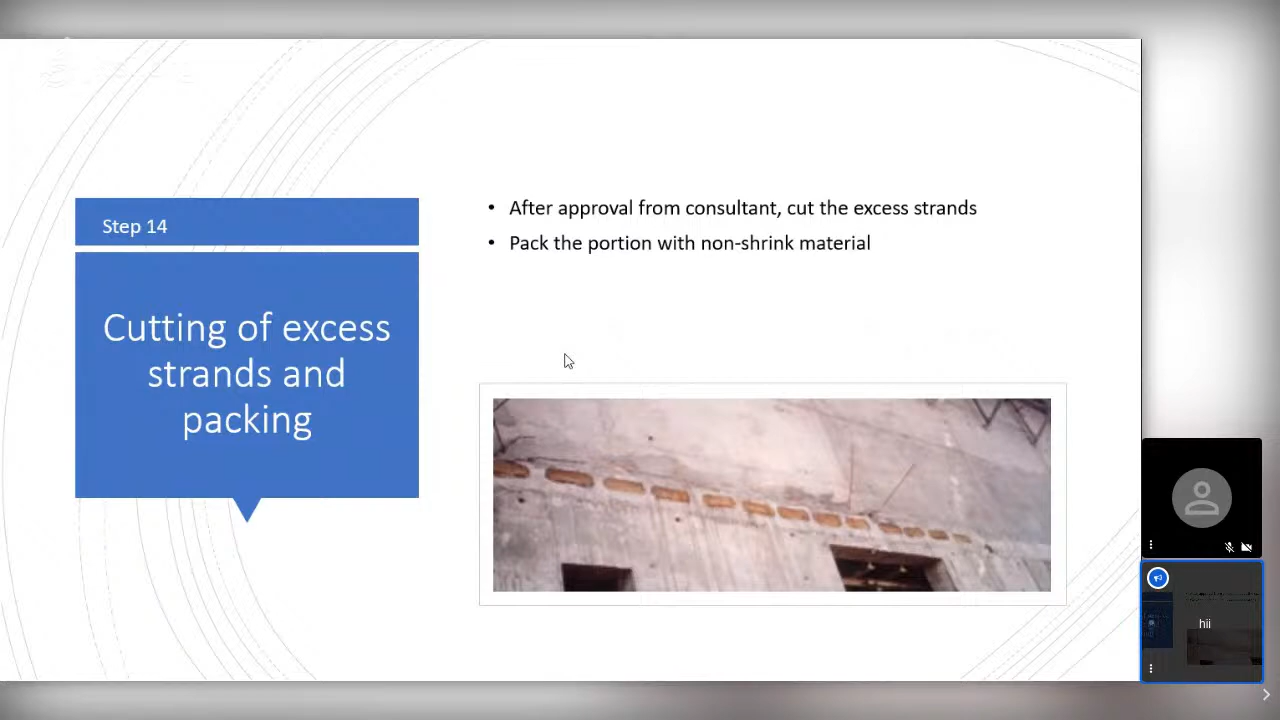 Step 14
Cutting of excess
strands and
packing
• After approval from consultant, cut the excess strands
• Pack the portion with non-shrink material
hii